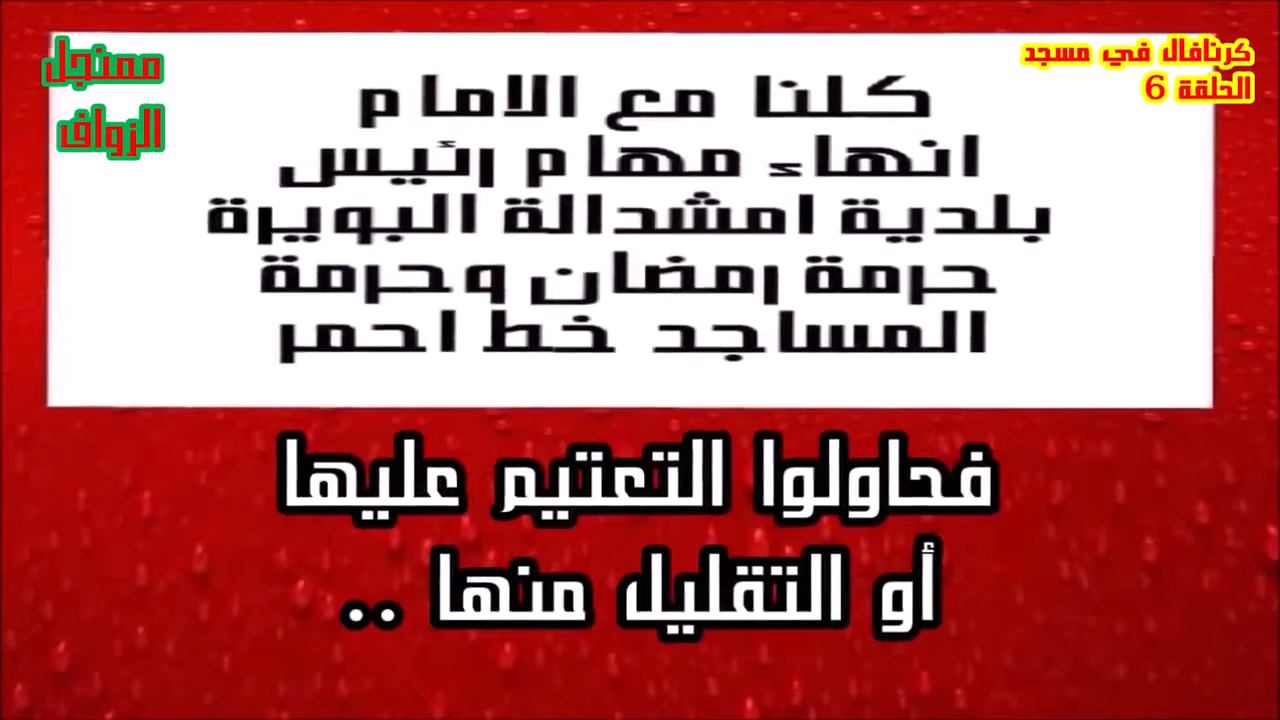 كرنافال في مسجد
الحلقة 6
ممنجل
الزواف
كلنا مع الامام
انهاء مهام رئيس
بلدية امشدالة البويرة
حرمة رمضان وحرمة
المساجد خط احمر
فحاولوا التعتيم عليها
أو التقليل منها ..